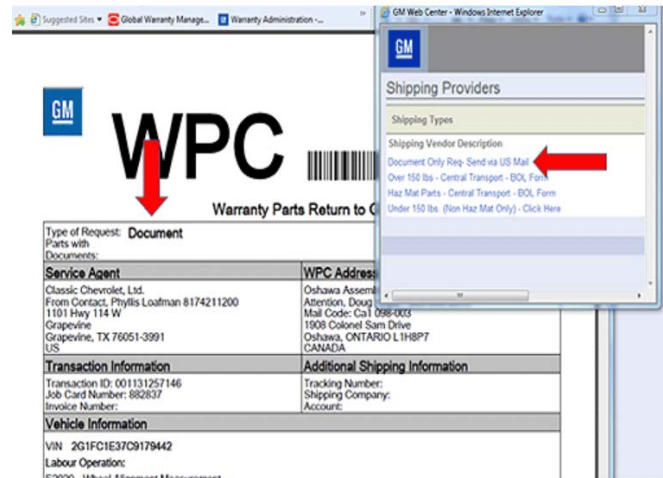 Suggested Sites
Global Warranty Manage...
Warranty Administration -...
GM Web Center - Windows Internet Explorer
GM
Shipping Providers
Shipping Types
Shipping Vendor Description
Document Only Req- Send via US Mail
Over 150 lbs - Central Transport - BOL Form
Haz Mat Parts - Central Transport - BOL Form
Under 150 lbs. (Non Haz Mat Only) - Click Here
GM
WPC
Warranty Parts Return to
Type of Request: Document
Parts with
Documents:
Service Agent
WPC Address
Classic Chevrolet, Ltd.
From Contact, Phyllis Loafman 8174211200
1101 Hwy 114 W
Grapevine
Grapevine, TX 76051-3991
US
Oshawa Assembl
Attention, Doug
Mail Code: Ca1 098-003
1908 Colonel Sam Drive
Oshawa, ONTARIO L1H8P7
CANADA
Transaction Information
Additional Shipping Information
Transaction ID: 001131257146
Job Card Number: 882837
Invoice Number:
Tracking Number:
Shipping Company:
Account:
Vehicle Information
VIN 2G1FC1E37C9179442
Labour Operation:
Wheel Alignment Measurement